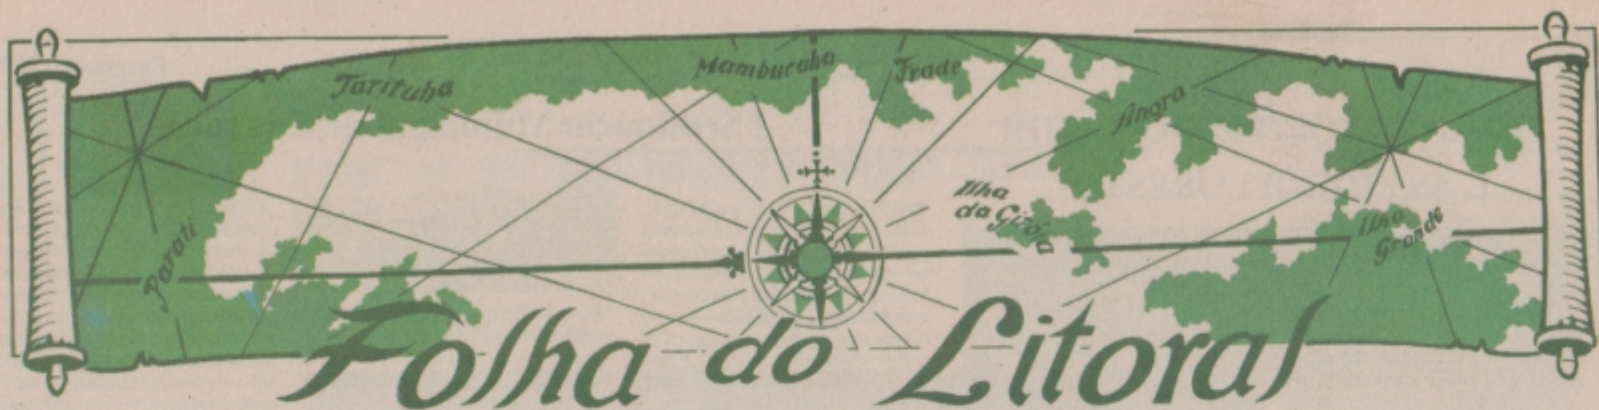 Tarituba
Mambucaba
Frade
Angra
Parati
Ilha
da Gipóia
Ilha
Grande
Folha do Litoral